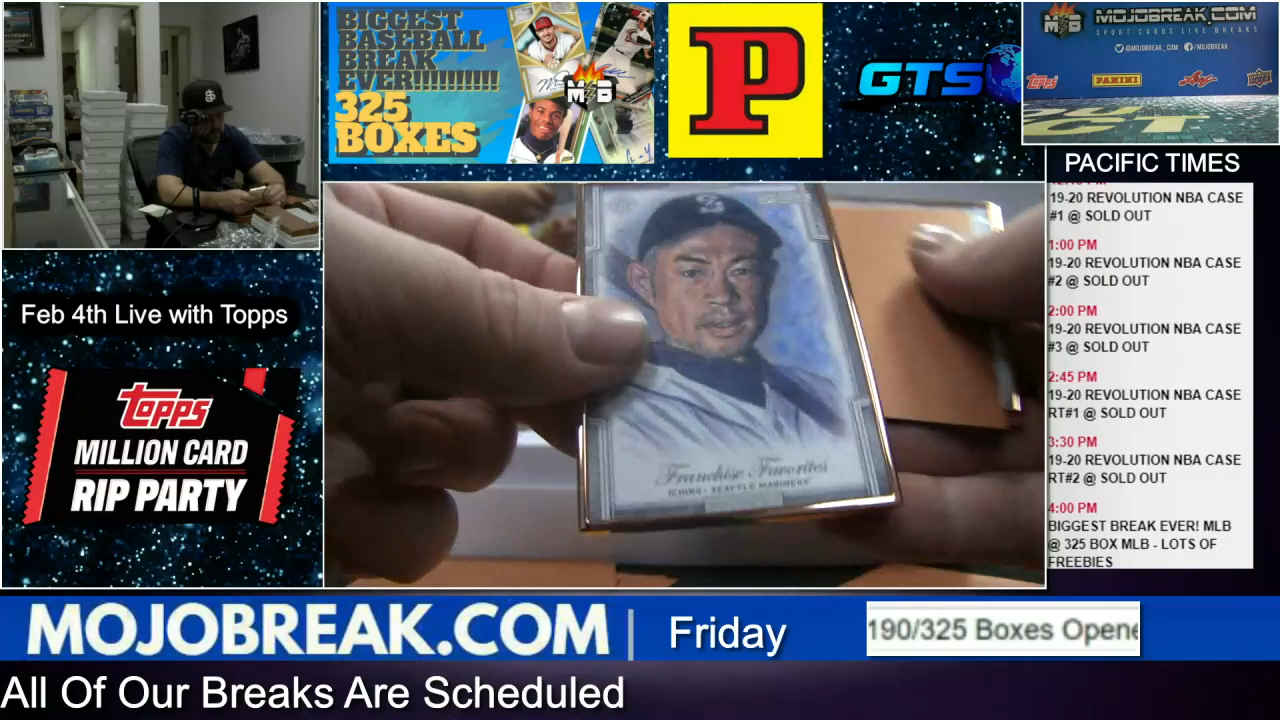 BIGGEST
BASEBALL
BREAK
EVER!!!!!!!!!!
325
BOXES
M B
P
GTS
MB MOJOBREAK.COM
SPORT CARDS LIVE BREAKS
@MOJOBREAK_COM /MOJOBREAK
topps
PANINI
Leaf
PACIFIC TIMES
19-20 REVOLUTION NBA CASE
#1 @ SOLD OUT
1:00 PM
19-20 REVOLUTION NBA CASE
#2 @ SOLD OUT
2:00 PM
19-20 REVOLUTION NBA CASE
#3 @ SOLD OUT
2:45 PM
19-20 REVOLUTION NBA CASE
RT#1 @ SOLD OUT
3:30 PM
19-20 REVOLUTION NBA CASE
RT#2 @ SOLD OUT
4:00 PM
BIGGEST BREAK EVER! MLB
@ 325 BOX MLB - LOTS OF
FREEBIES
Feb 4th Live with Topps
topps
MILLION CARD
RIP PARTY
Franchise Favorites
ICHIRO • SEATTLE MARINERS
MOJOBREAK.COM | Friday
190/325 Boxes Opene
All Of Our Breaks Are Scheduled